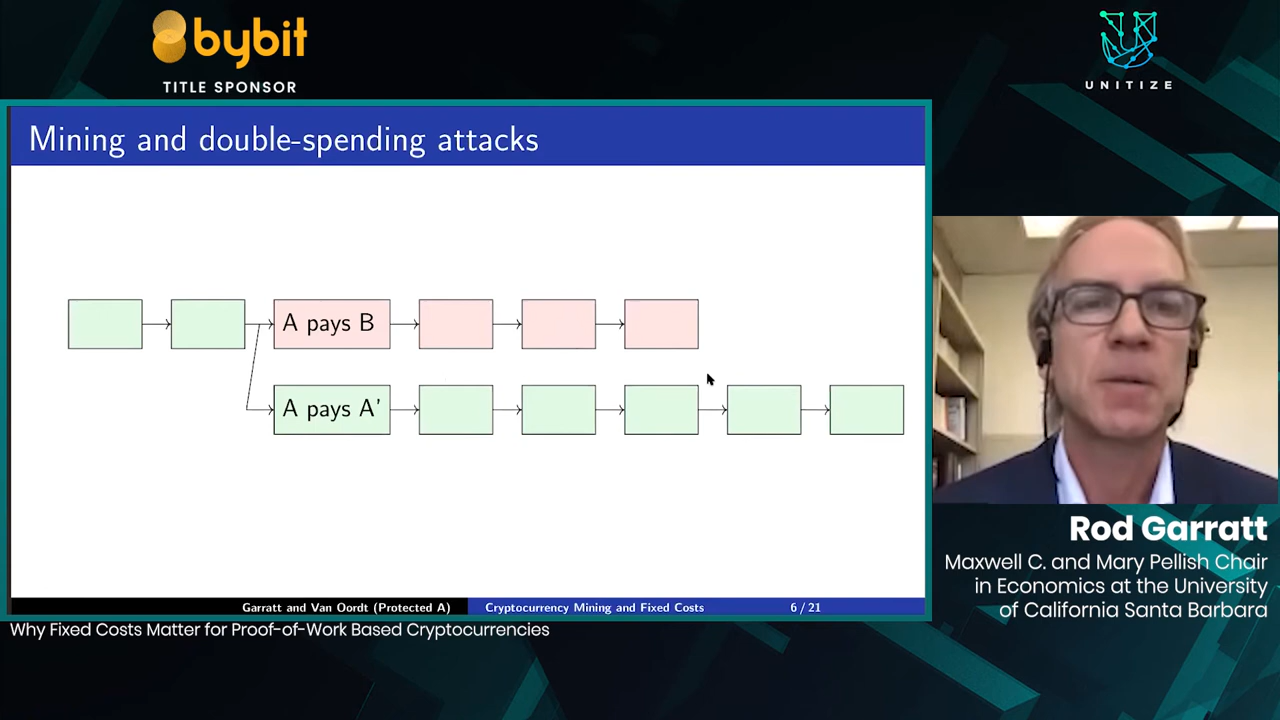 bybit
TITLE SPONSOR
UNITIZE
Mining and double-spending attacks
A pays B
A pays A'
Garratt and Van Oordt (Protected A)
Cryptocurrency Mining and Fixed Costs
6 / 21
Why Fixed Costs Matter for Proof-of-Work Based Cryptocurrencies
Rod Garratt
Maxwell C. and Mary Pellish Chair
in Economics at the University
of California Santa Barbara